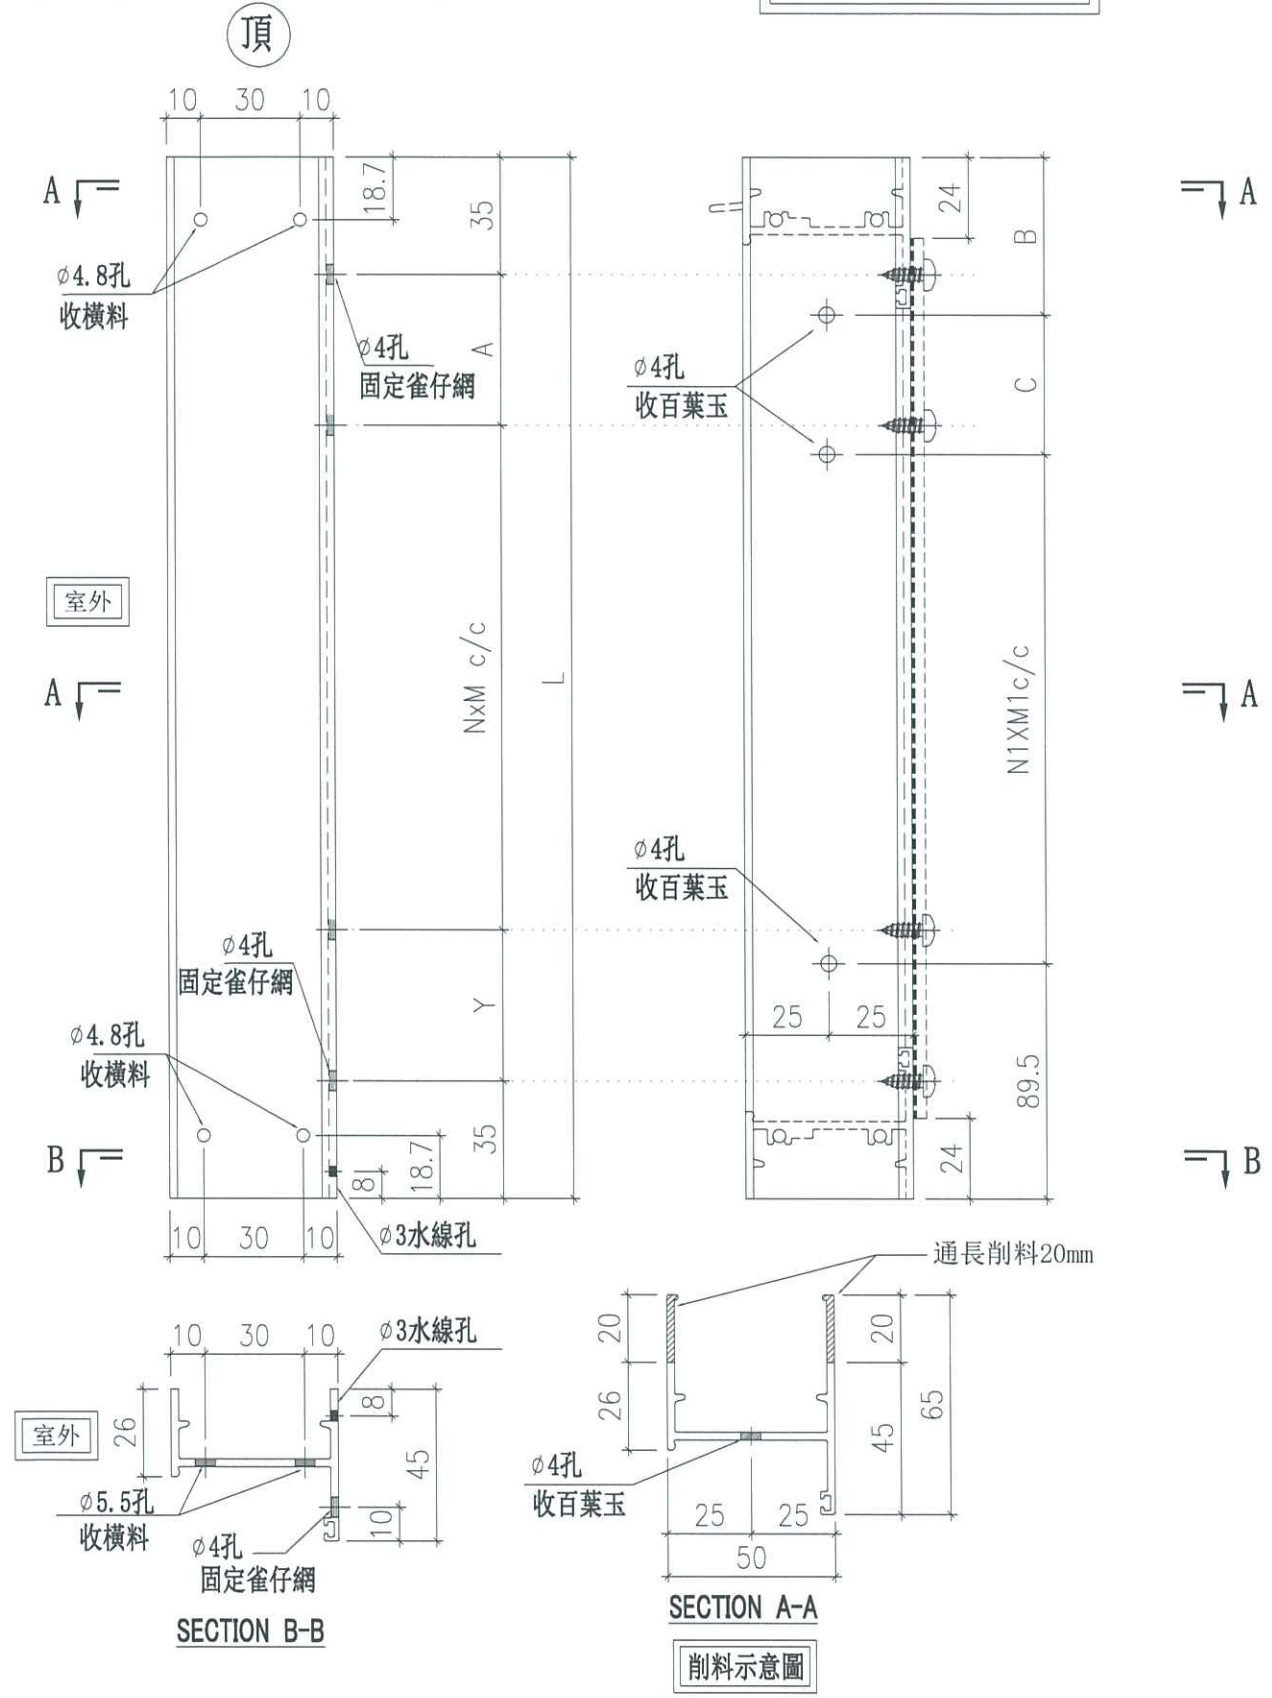 頂
10 30 10
A
A
18.7
35
24
B
ø4.8孔
收橫料
ø4孔
固定雀仔網
A
ø4孔
收百葉玉
C
室外
A
A
NxM c/c
L
N1XM1c/c
ø4孔
收百葉玉
ø4孔
固定雀仔網
25 25
Y
ø4.8孔
收橫料
89.5
B
B
8
18.7
35
24
10 30 10
ø3水線孔
通長削料20mm
10 30 10
ø3水線孔
20
20
室外
26
8
45
26
45
65
ø5.5孔
收橫料
10
ø4孔
固定雀仔網
ø4孔
收百葉玉
25 25
50
SECTION B-B
SECTION A-A
削料示意圖